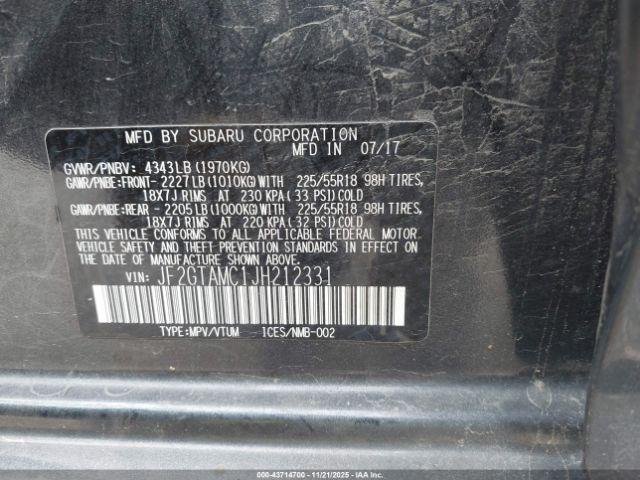 MFD BY SUBARU CORPORATION
MFD IN 07/17
GVWR/PNBV: 4343LB (1970KG)
GAWR/PNBE:FRONT- 2227LB (1010KG) WITH 225/55R18 98H TIRES,
18X7J RIMS AT 230 KPA (33 PSI) COLD
GAWR/PNBE:REAR - 2205LB (1000KG) WITH 225/55R18 98H TIRES,
18X7J RIMS AT 220 KPA (32 PSI) COLD
THIS VEHICLE CONFORMS TO ALL APPLICABLE FEDERAL MOTOR
VEHICLE SAFETY AND THEFT PREVENTION STANDARDS IN EFFECT
ON THE DATE OF MANUFACTURE SHOWN ABOVE.
VIN: JF2GTAMC1JH212331
TYPE:MPV/VTUM ICES/NMB-002
000-43714700 - 11/21/2025 - IAAI.COM